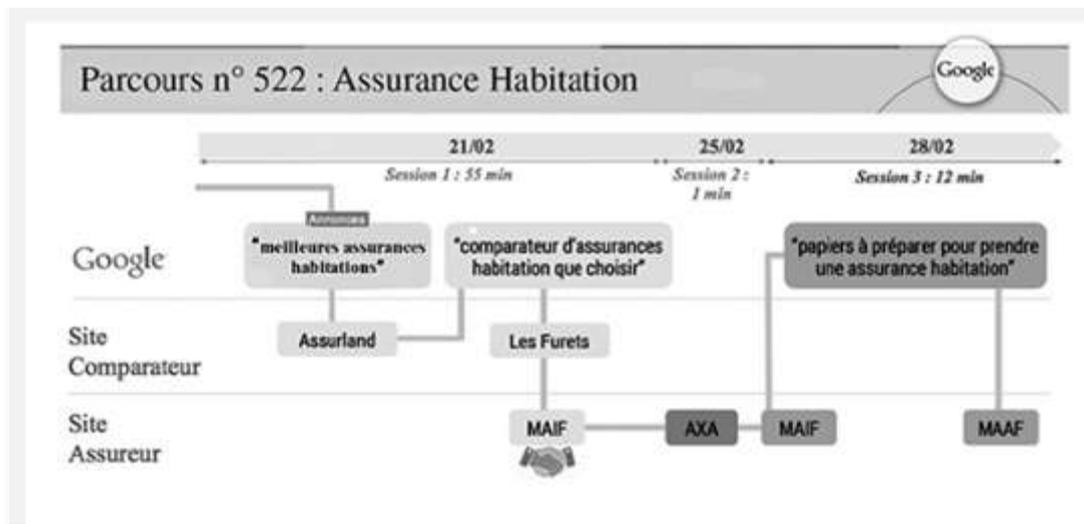 Parcours n° 522 : Assurance Habitation
Google
21/02
25/02
28/02
Session 1 : 55 min
Session 2 :
1 min
Session 3 : 12 min
Annonces
Google
"meilleures assurances
habitations"
"comparateur d'assurances
habitation que choisir"
"papiers à préparer pour prendre
une assurance habitation"
Site
Comparateur
Assurland
Les Furets
Site
Assureur
MAIF
AXA
MAIF
MAAF